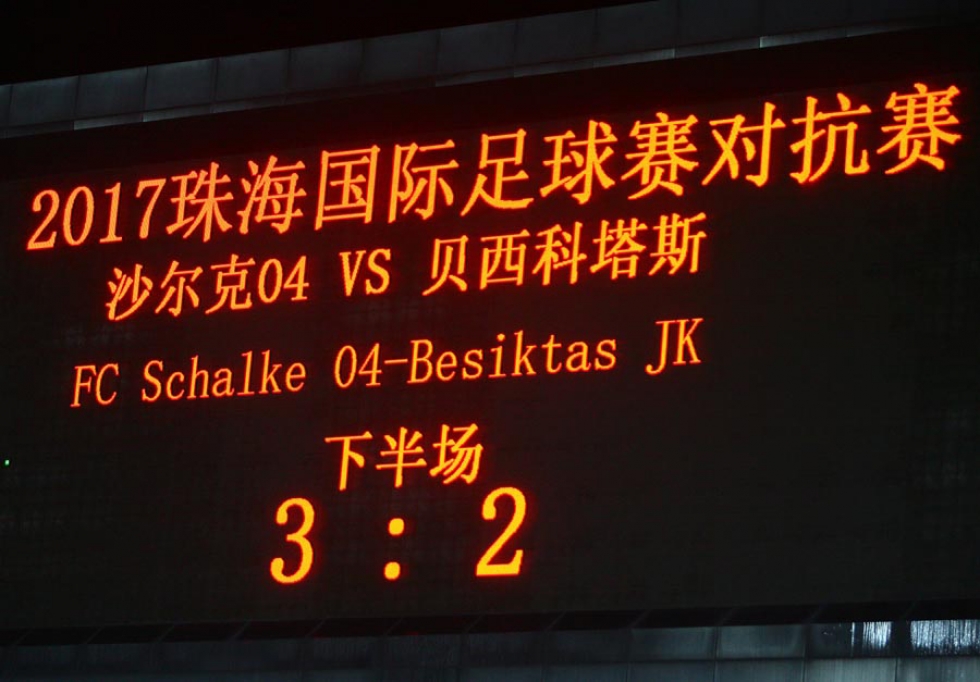 2017珠海国际足球赛对抗赛
沙尔克04 VS 贝西科塔斯
FC Schalke 04-Besiktas JK
下半场
3 : 2